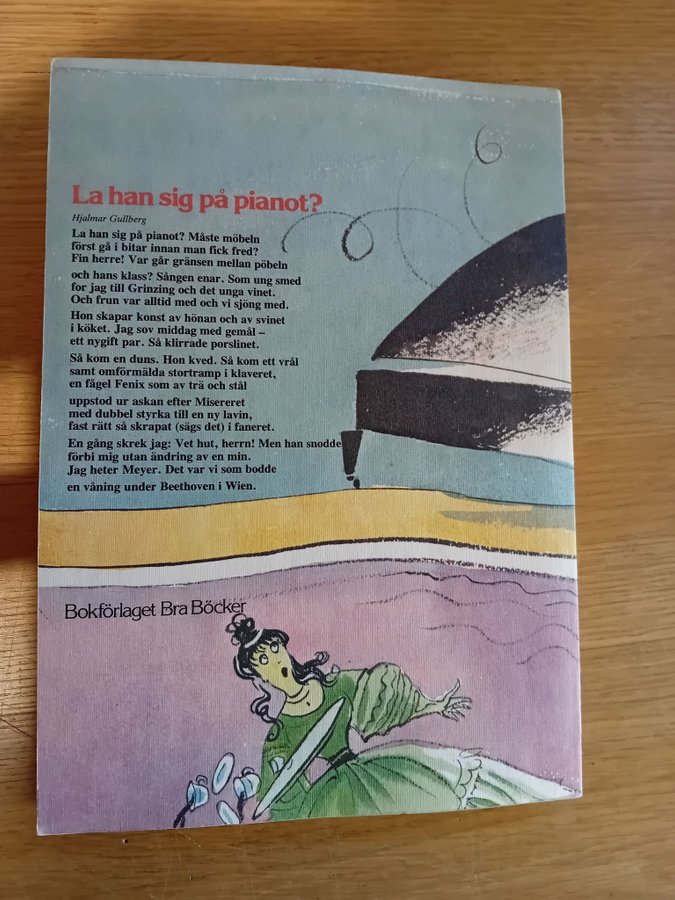 La han sig på pianot?
Hjalmar Gullberg
La han sig på pianot? Måste möbeln
först gå i bitar innan man fick fred?
Fin herre! Var går gränsen mellan pöbeln
och hans klass? Sången enar. Som ung smed
for jag till Grinzing och det unga vinet.
Och frun var alltid med och vi sjöng med.
Hon skapar konst av hönan och av svinet
i köket. Jag sov middag med gemål –
ett nygift par. Så klirrade porslinet.
Så kom en duns. Hon kved. Så kom ett vrål
samt omförmälda stortramp i klaveret,
en fågel Fenix som av trä och stål
uppstod ur askan efter Misereret
med dubbel styrka till en ny lavin,
fast rätt så skrapat (sägs det) i faneret.
En gång skrek jag: Vet hut, herrn! Men han snodde
förbi mig utan ändring av en min.
Jag heter Meyer. Det var vi som bodde
en våning under Beethoven i Wien.
Bokförlaget Bra Böcker